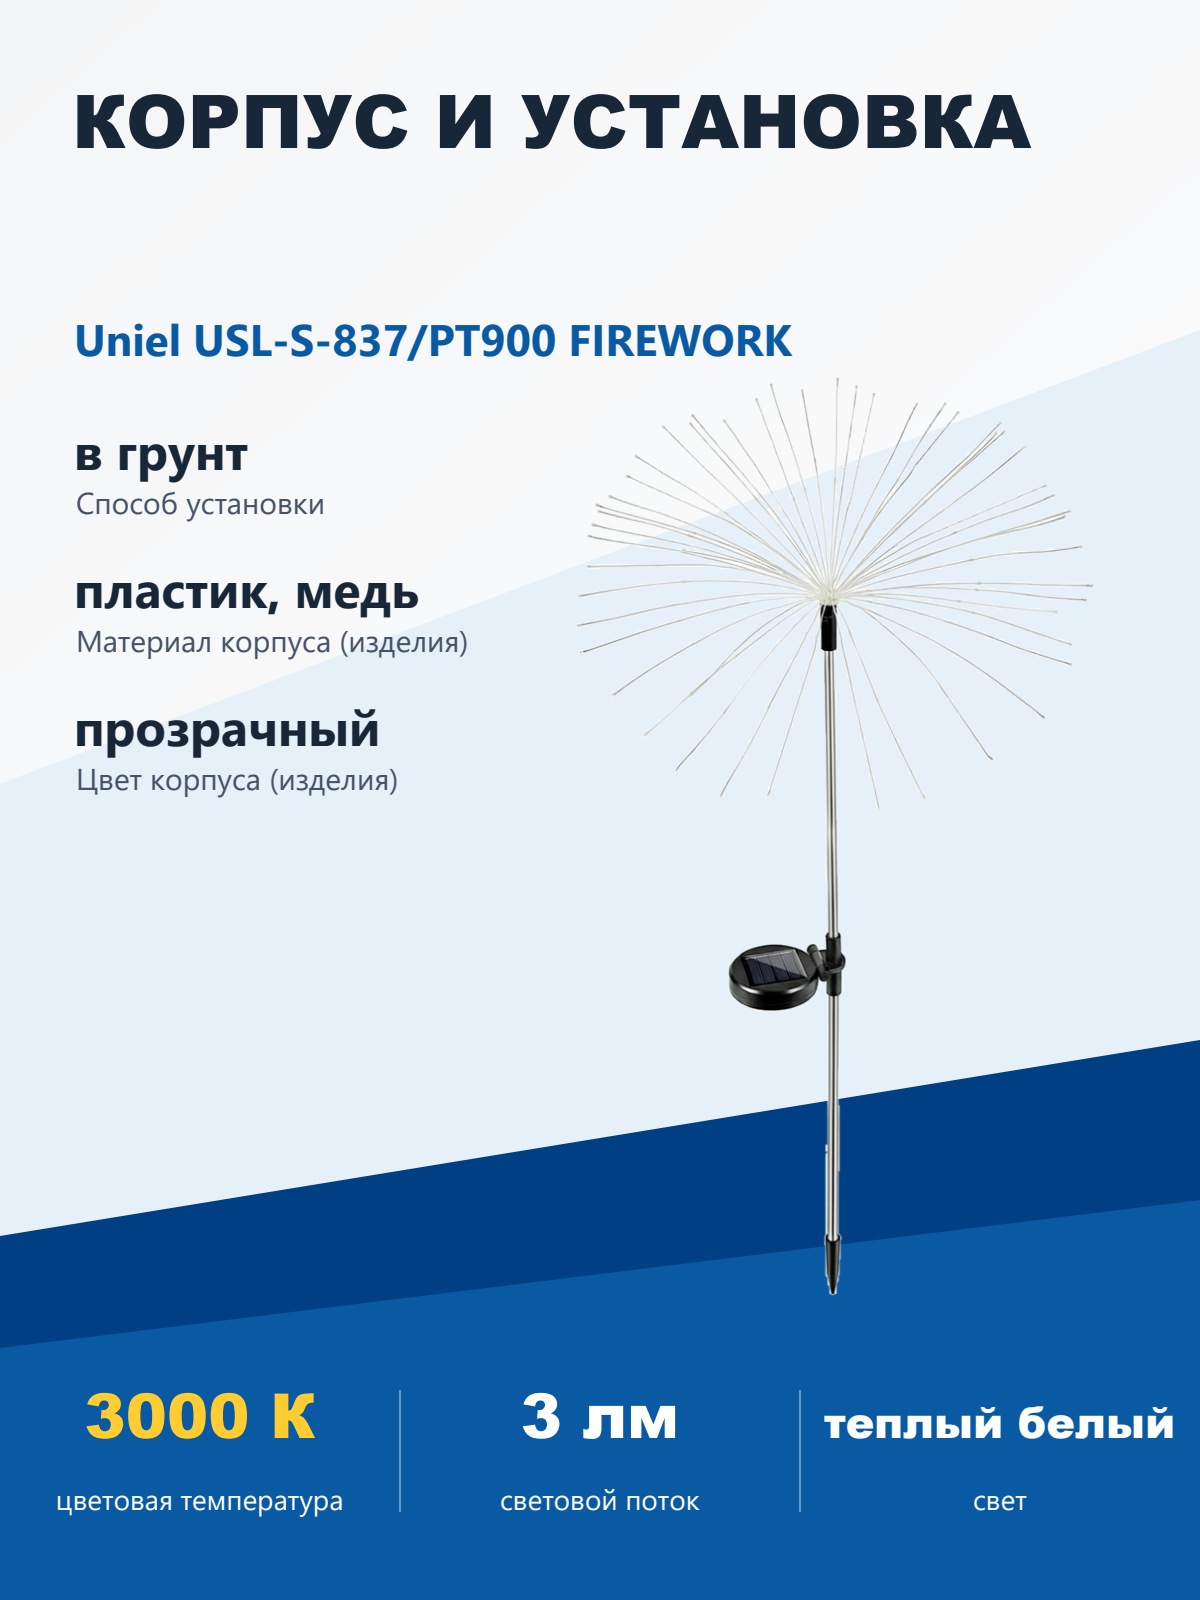 КОРПУС И УСТАНОВКА
Uniel USL-S-837/PT900 FIREWORK
в грунт
Способ установки
пластик, медь
Материал корпуса (изделия)
прозрачный
Цвет корпуса (изделия)
3000 К
цветовая температура
3 лм
световой поток
теплый белый
свет